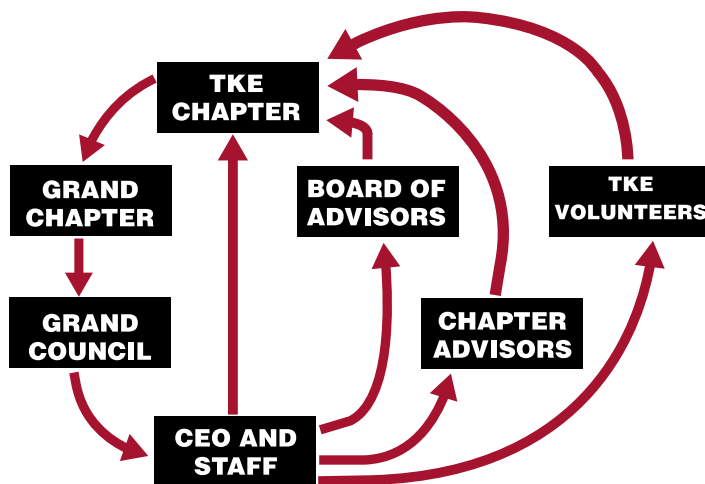 TKE
CHAPTER
GRAND
CHAPTER
BOARD OF
ADVISORS
TKE
VOLUNTEERS
GRAND
COUNCIL
CHAPTER
ADVISORS
CEO AND
STAFF